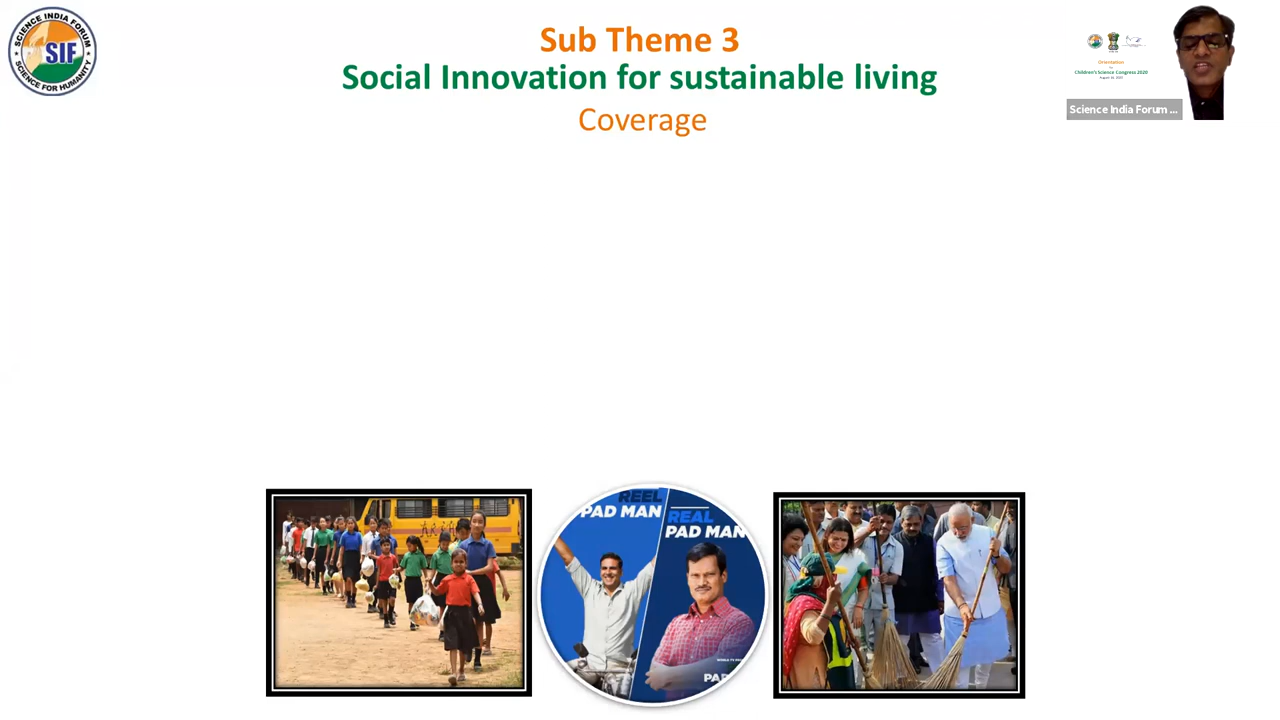 SCIENCE INDIA FORUM
SIF
SCIENCE FOR HUMANITY
Sub Theme 3
Social Innovation for sustainable living
Coverage
Orientation
Children's Science Congress 2020
Science India Forum ...
REEL
PAD MAN
REAL
PAD MAN